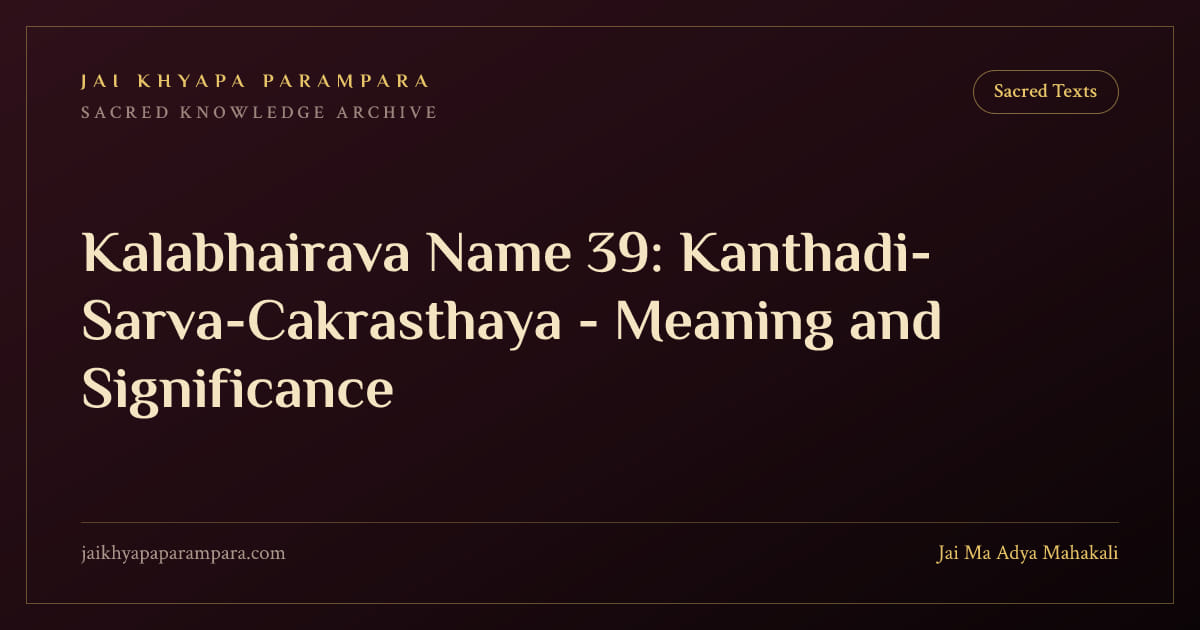 JAI KHYAPA PARAMPARA
SACRED KNOWLEDGE ARCHIVE
Sacred Texts
Kalabhairava Name 39: Kanthadi-
Sarva-Cakrasthaya - Meaning and
Significance
jaikhyapaparampara.com
Jai Ma Adya Mahakali